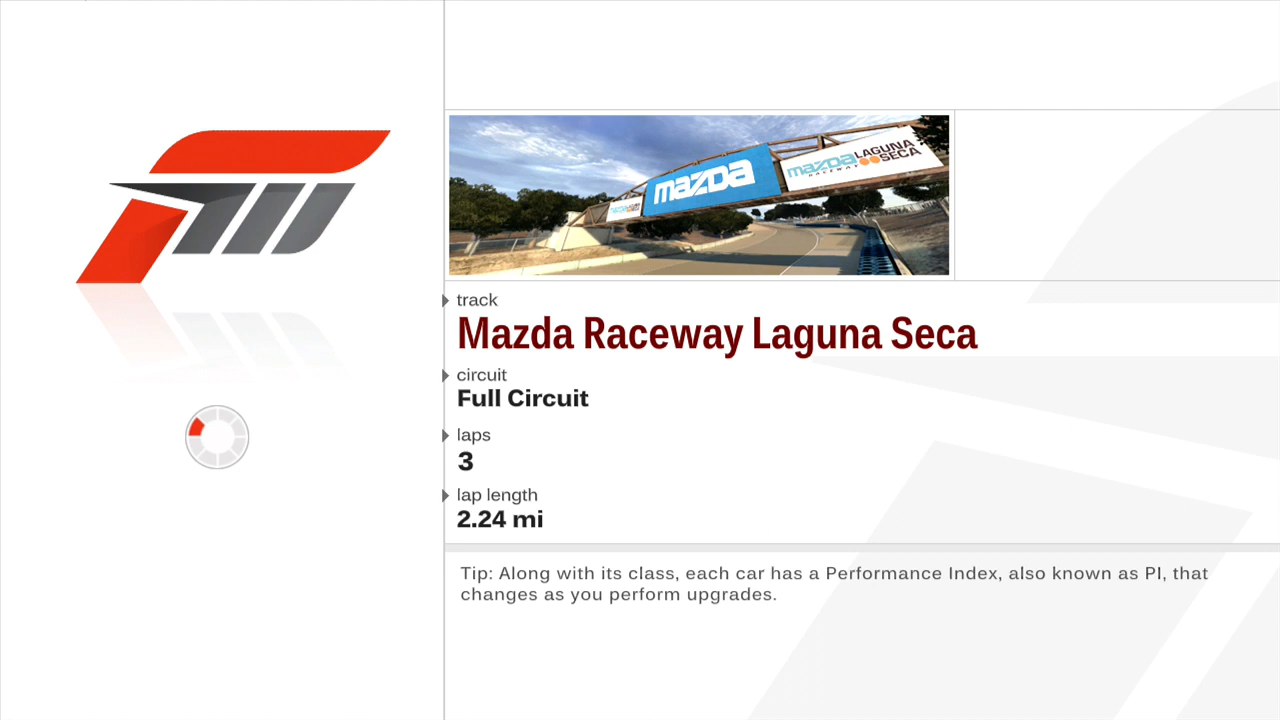 mazda
mazda LAGUNA
RACEWAY SECA
track
Mazda Raceway Laguna Seca
circuit
Full Circuit
laps
3
lap length
2.24 mi
Tip: Along with its class, each car has a Performance Index, also known as PI, that
changes as you perform upgrades.